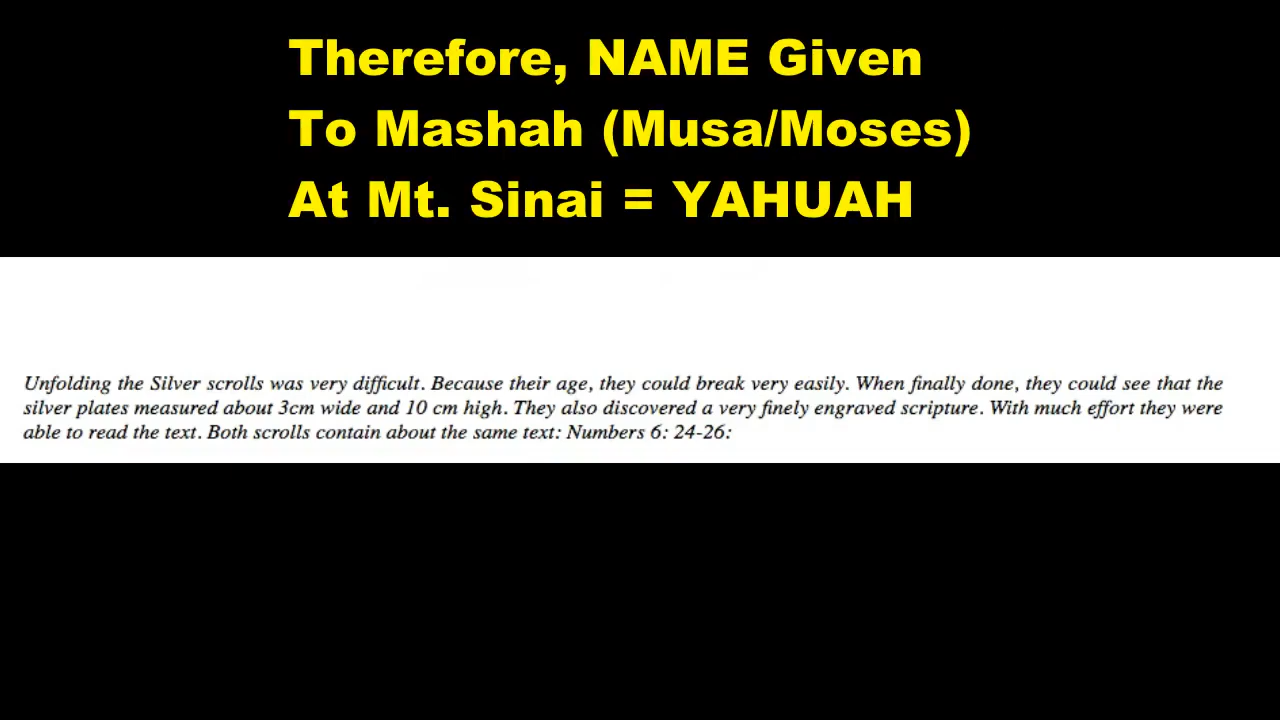 Therefore, NAME Given
To Mashah (Musa/Moses)
At Mt. Sinai = YAHUAH
Unfolding the Silver scrolls was very difficult. Because their age, they could break very easily. When finally done, they could see that the
silver plates measured about 3cm wide and 10 cm high. They also discovered a very finely engraved scripture. With much effort they were
able to read the text. Both scrolls contain about the same text: Numbers 6: 24-26: